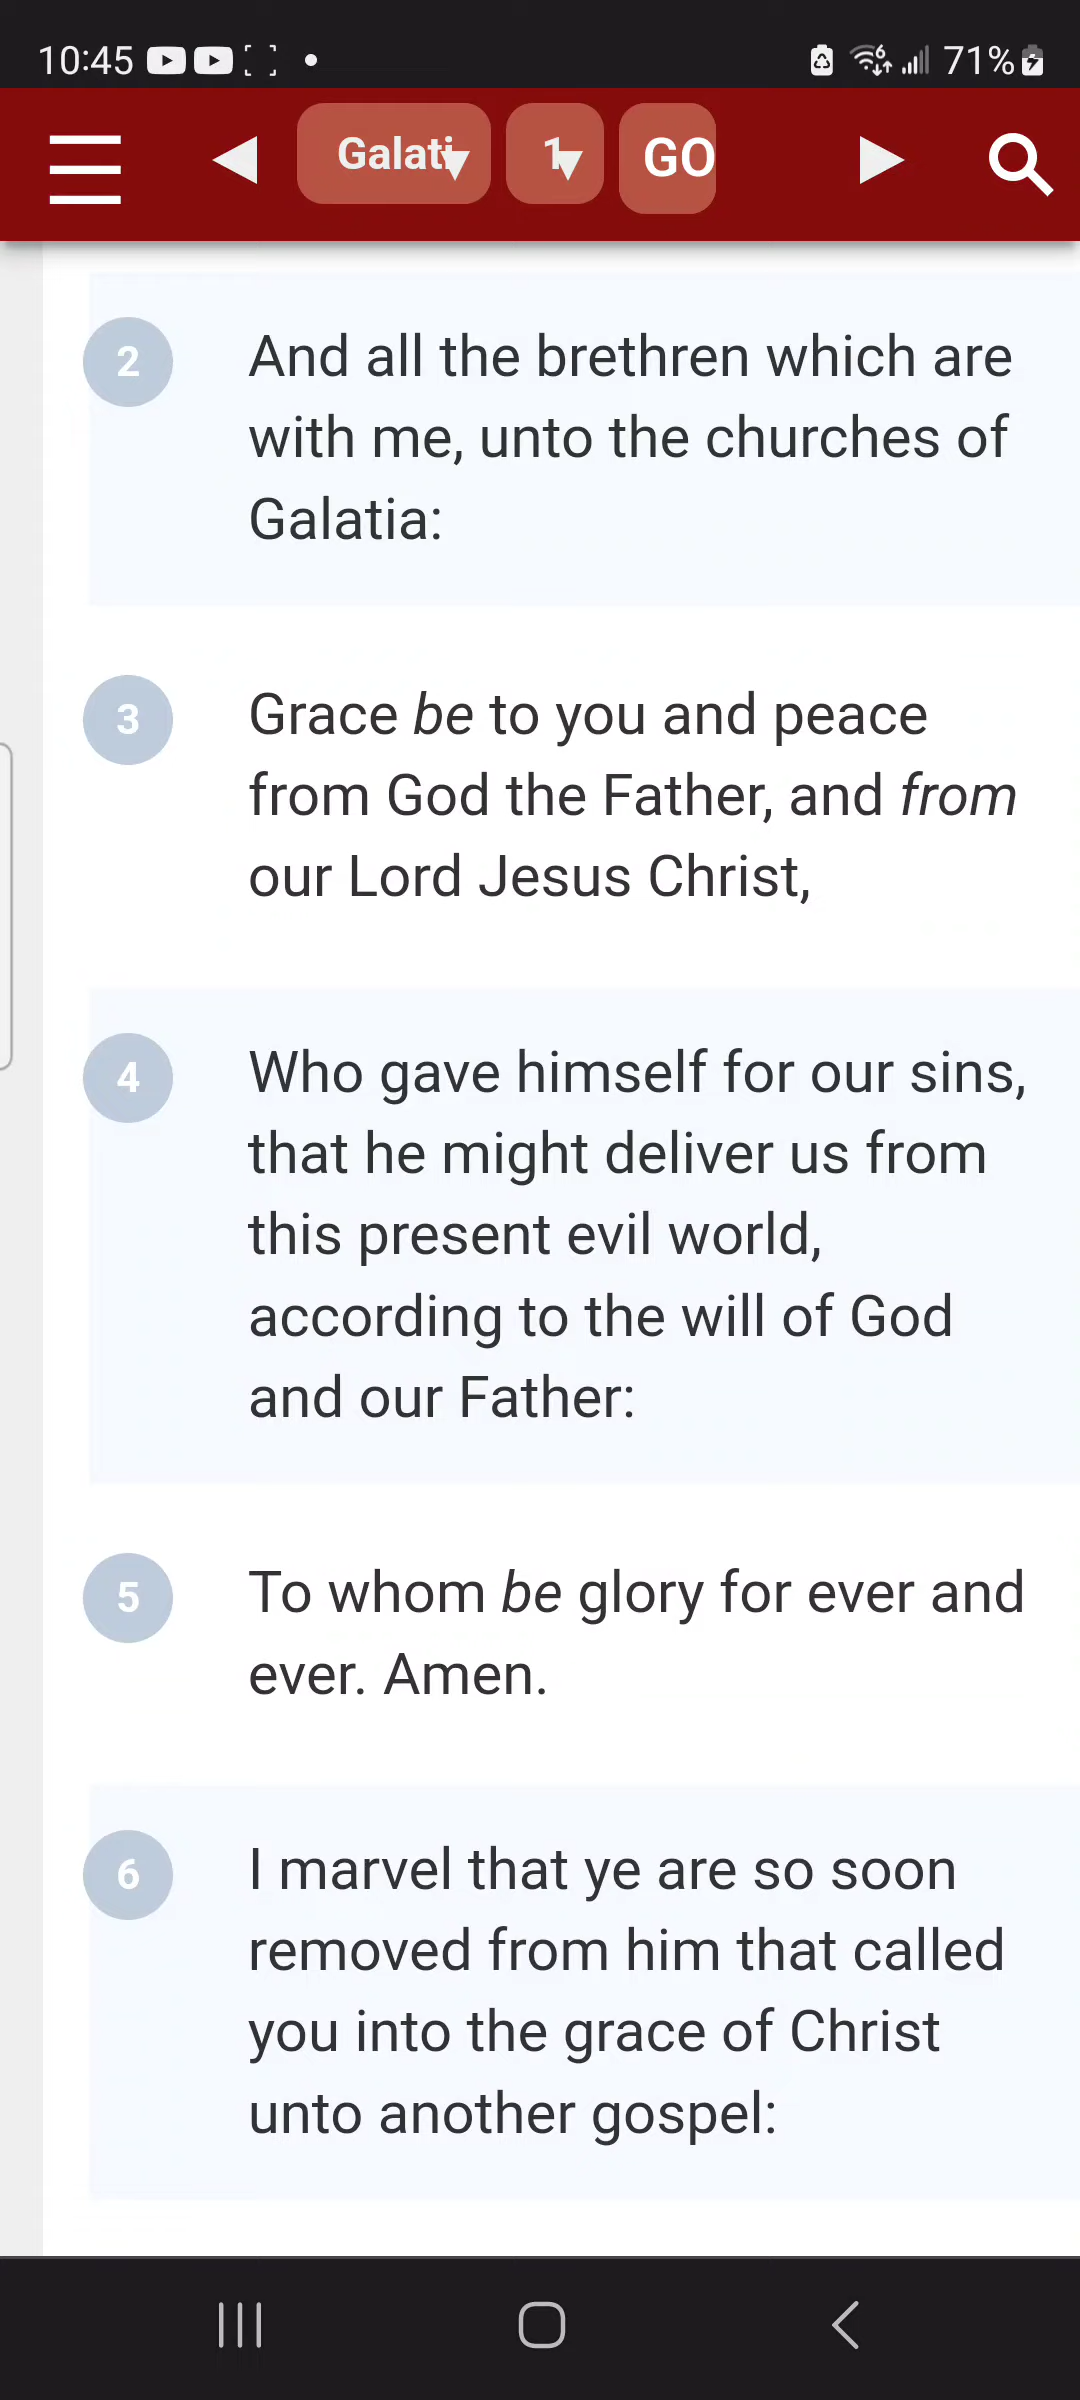 10:45 71%
Galati 1 GO
2 And all the brethren which are
with me, unto the churches of
Galatia:
3 Grace be to you and peace
from God the Father, and from
our Lord Jesus Christ,
4 Who gave himself for our sins,
that he might deliver us from
this present evil world,
according to the will of God
and our Father:
5 To whom be glory for ever and
ever. Amen.
6 I marvel that ye are so soon
removed from him that called
you into the grace of Christ
unto another gospel: